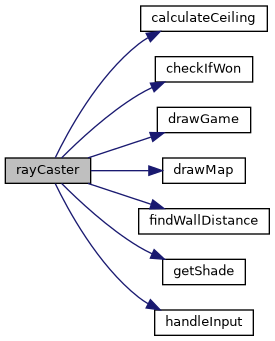 calculateCeiling
checkIfWon
drawGame
rayCaster
drawMap
findWallDistance
getShade
handleInput